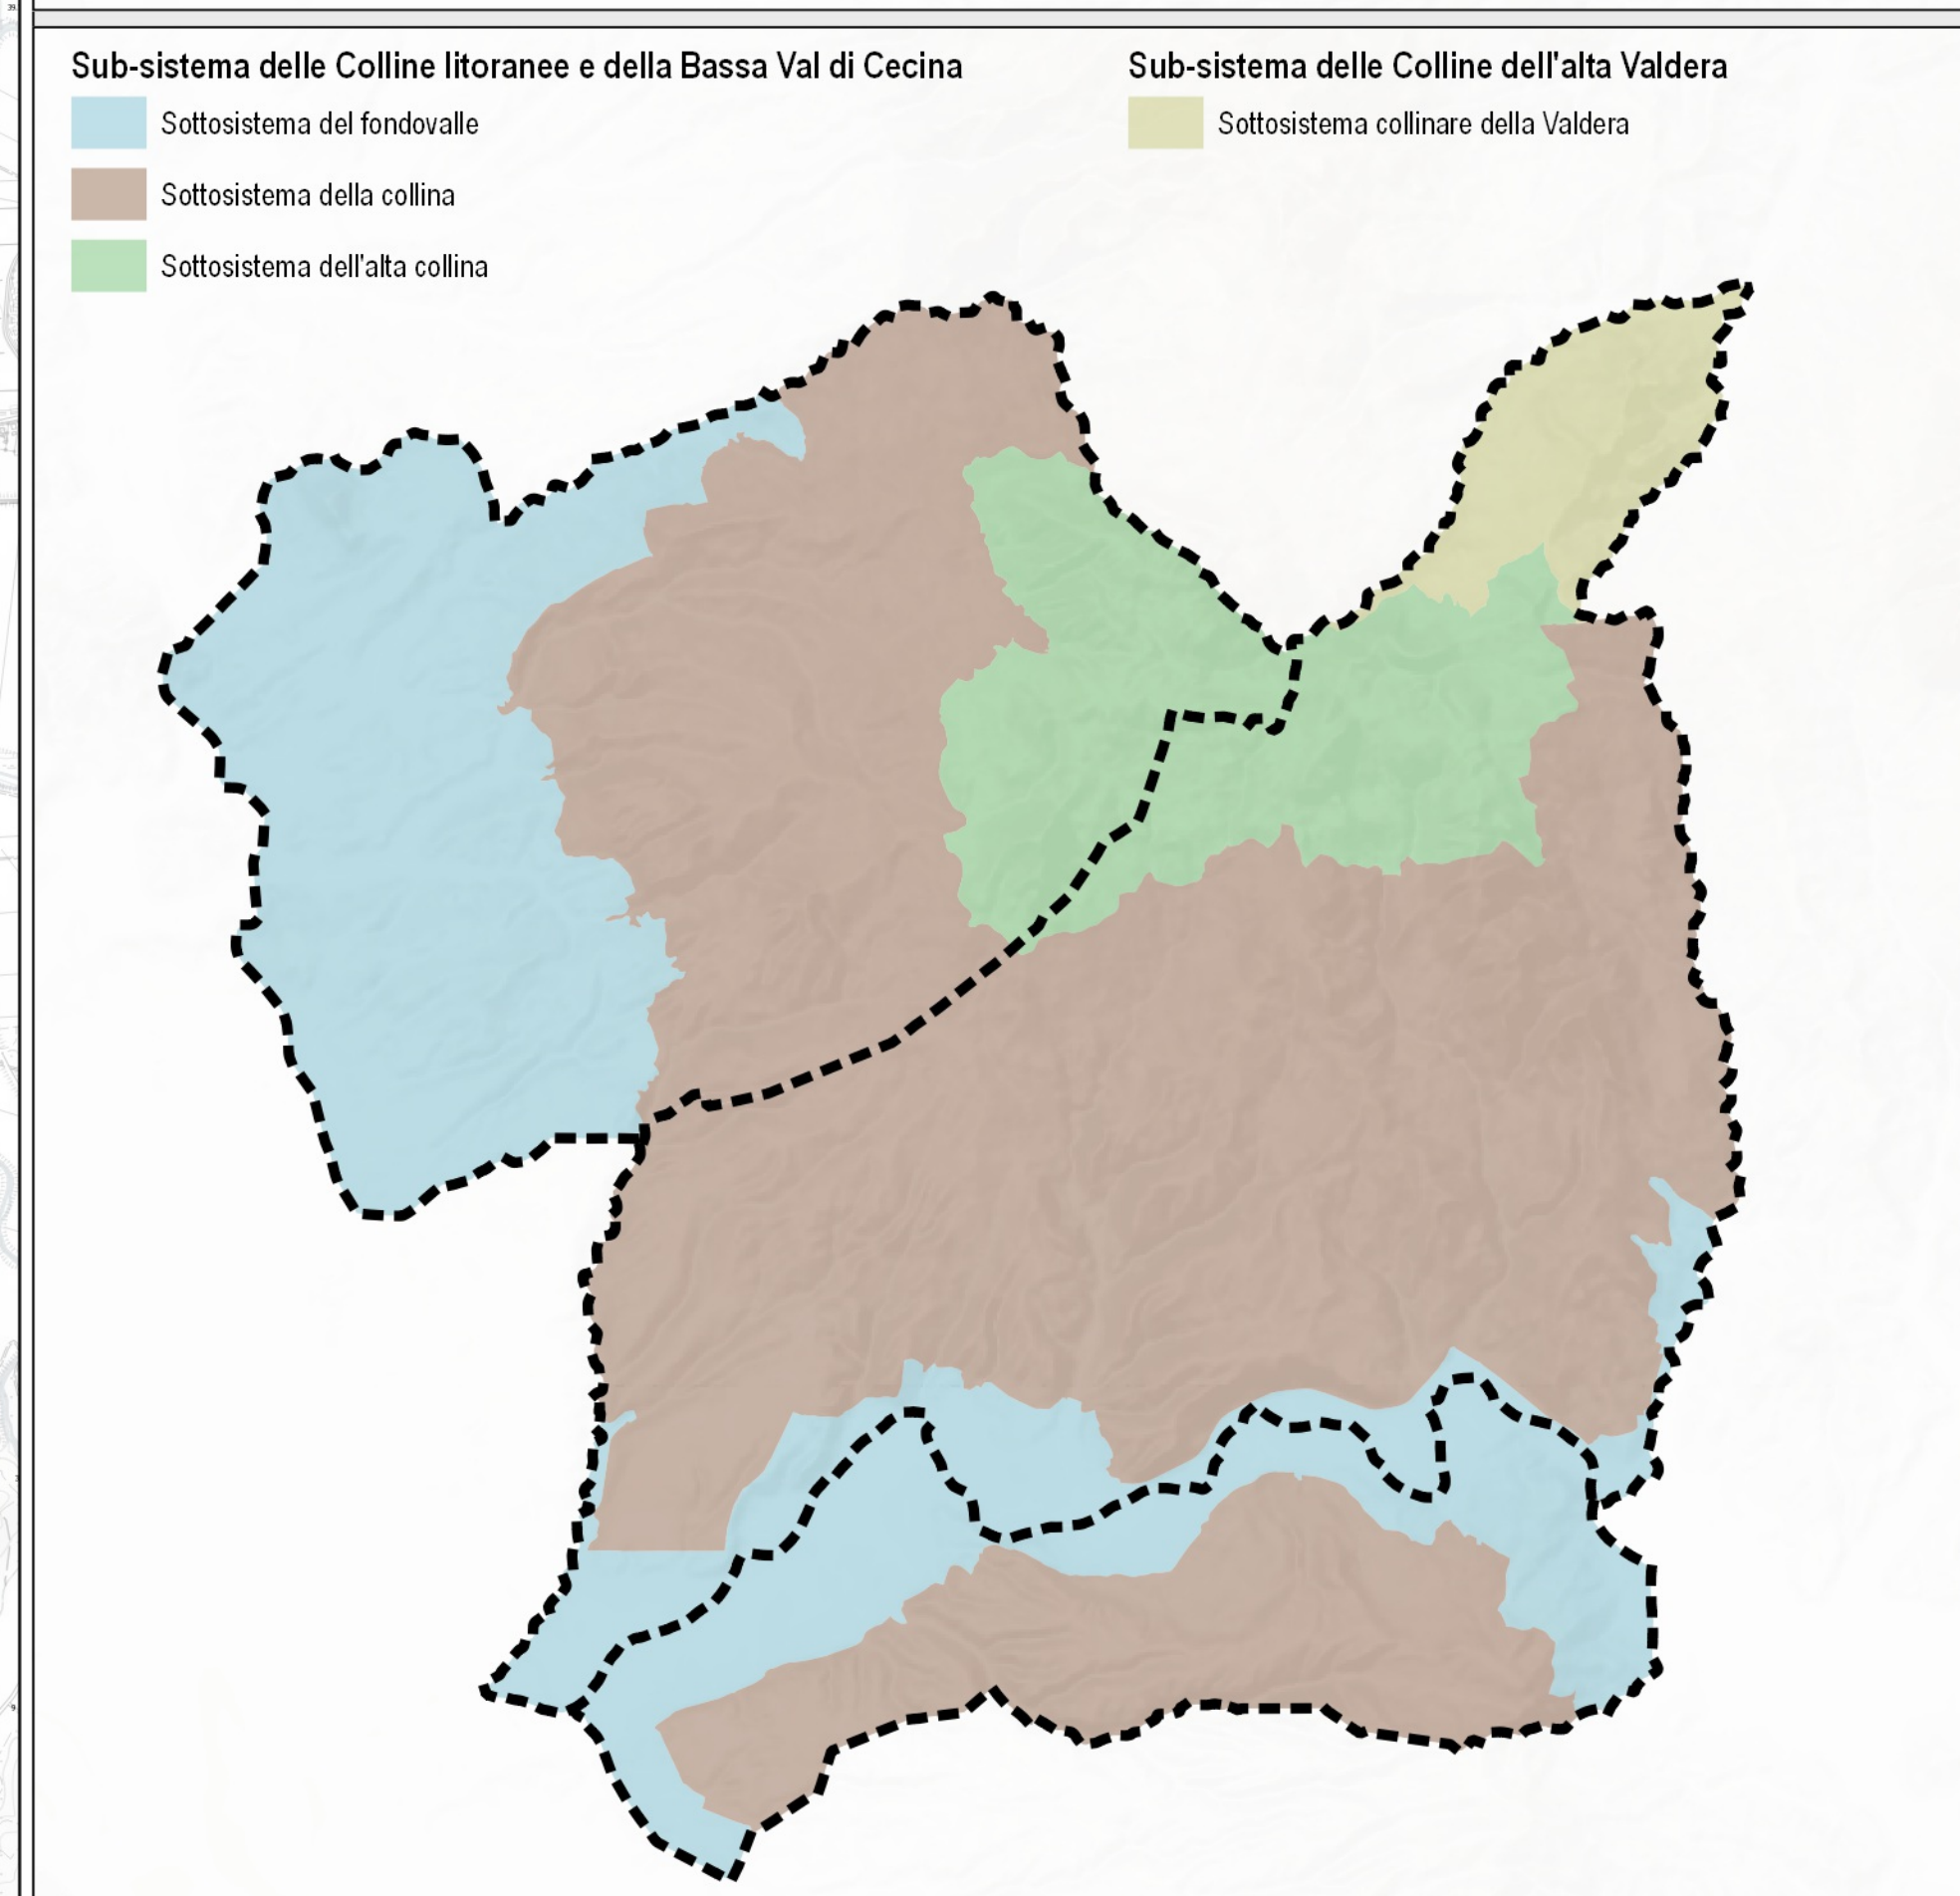 Sub-sistema delle Colline litoranee e della Bassa Val di Cecina
Sottosistema del fondovalle
Sottosistema della collina
Sottosistema dell'alta collina
Sub-sistema delle Colline dell'alta Valdera
Sottosistema collinare della Valdera